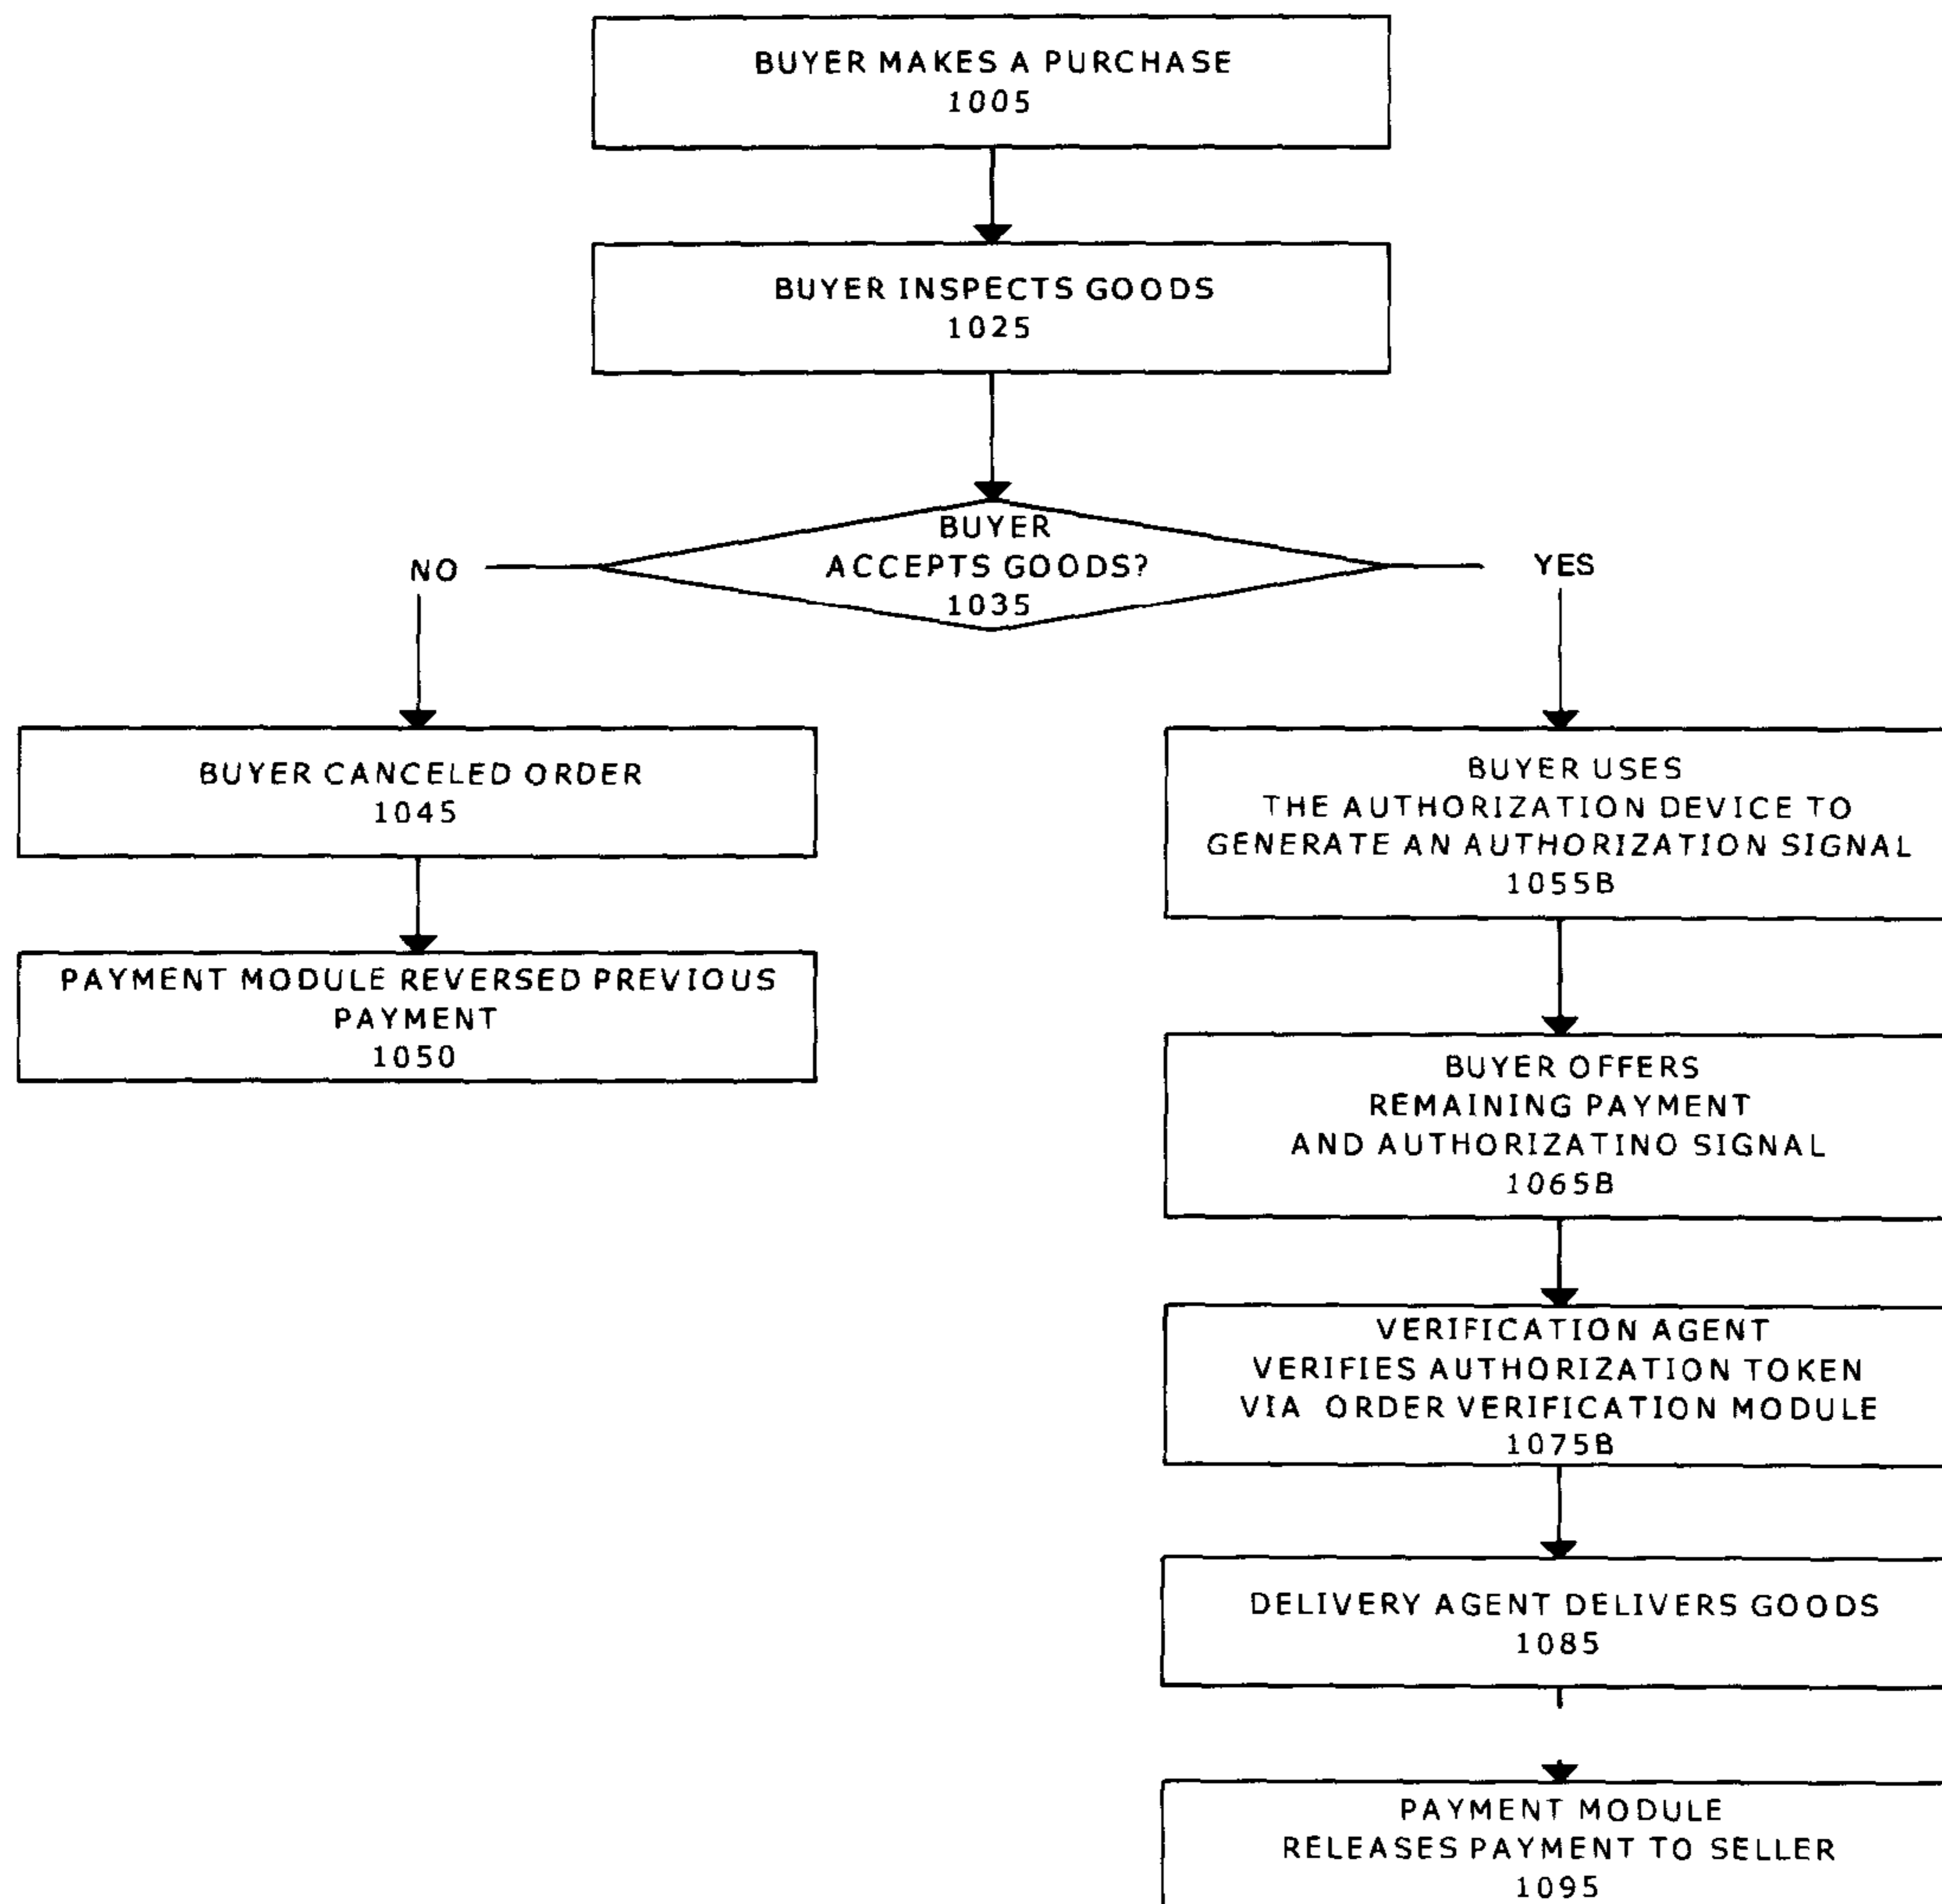 BUYER MAKES A PURCHASE
1005
BUYER INSPECTS GOODS
1025
BUYER
ACCEPTS GOODS?
1035
NO
YES
BUYER CANCELED ORDER
1045
PAYMENT MODULE REVERSED PREVIOUS
PAYMENT
1050
BUYER USES
THE AUTHORIZATION DEVICE TO
GENERATE AN AUTHORIZATION SIGNAL
1055B
BUYER OFFERS
REMAINING PAYMENT
AND AUTHORIZATINO SIGNAL
1065B
VERIFICATION AGENT
VERIFIES AUTHORIZATION TOKEN
VIA ORDER VERIFICATION MODULE
1075B
DELIVERY AGENT DELIVERS GOODS
1085
PAYMENT MODULE
RELEASES PAYMENT TO SELLER
1095